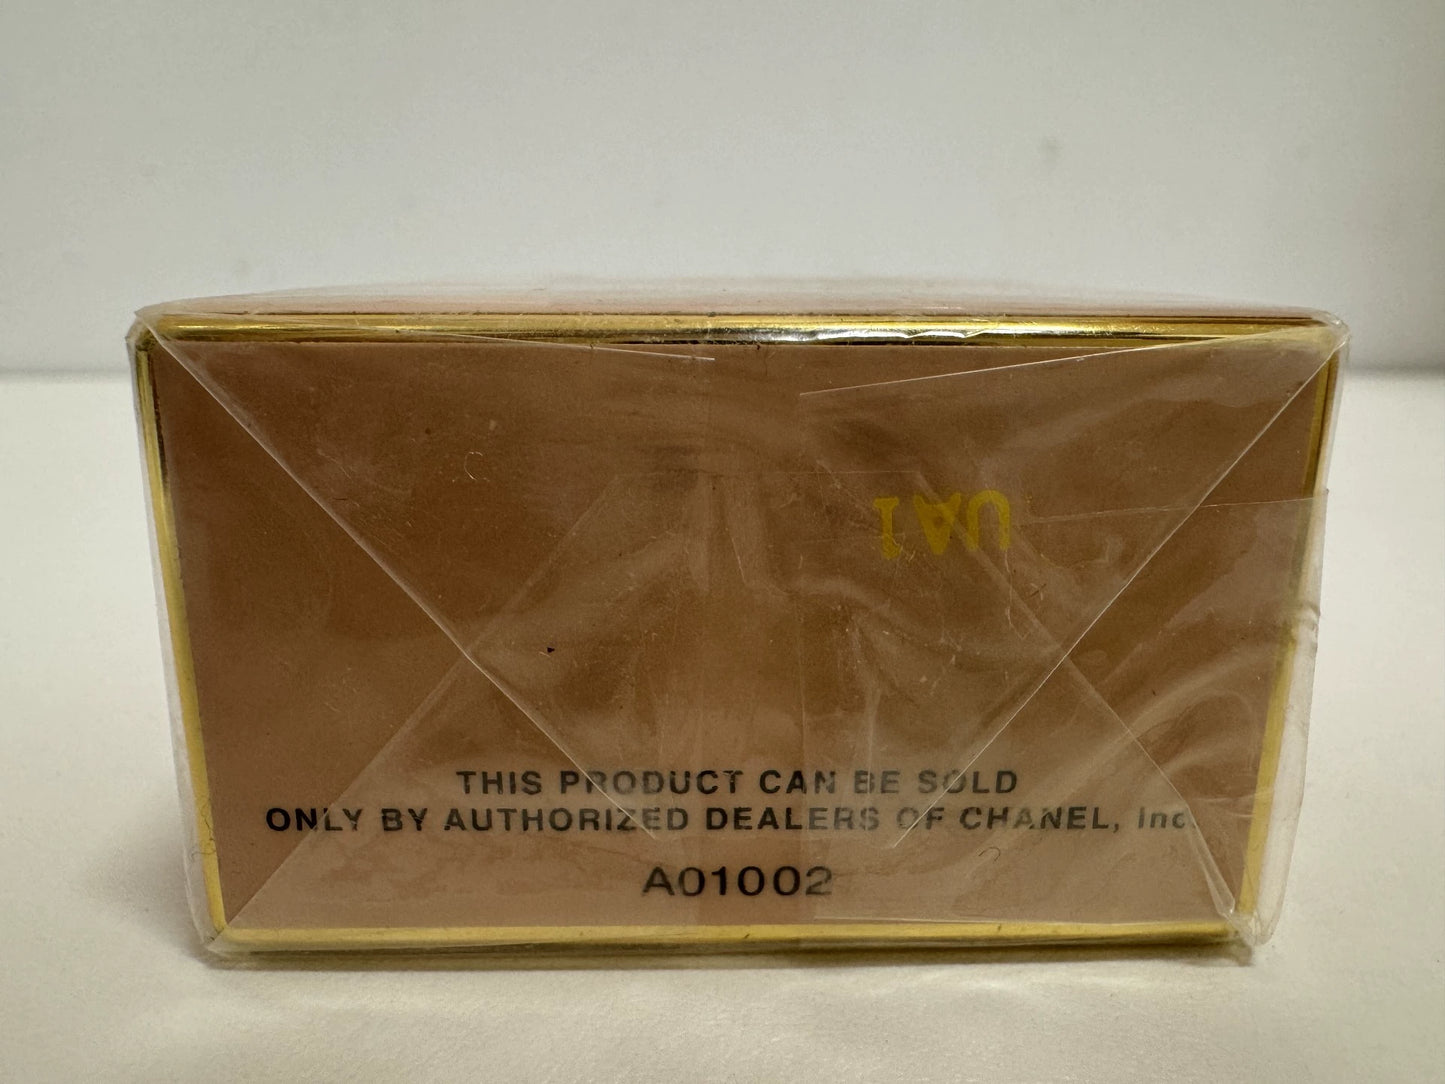 UA1
THIS PRODUCT CAN BE SOLD
ONLY BY AUTHORIZED DEALERS OF CHANEL, Inc.
A01002